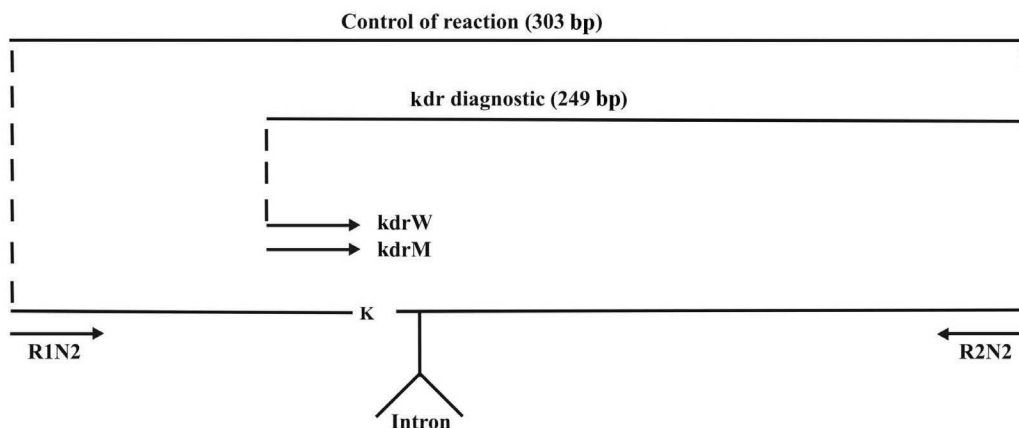 Control of reaction (303 bp)
kdr diagnostic (249 bp)
kdrW
kdrM
K
R1N2
R2N2
Intron